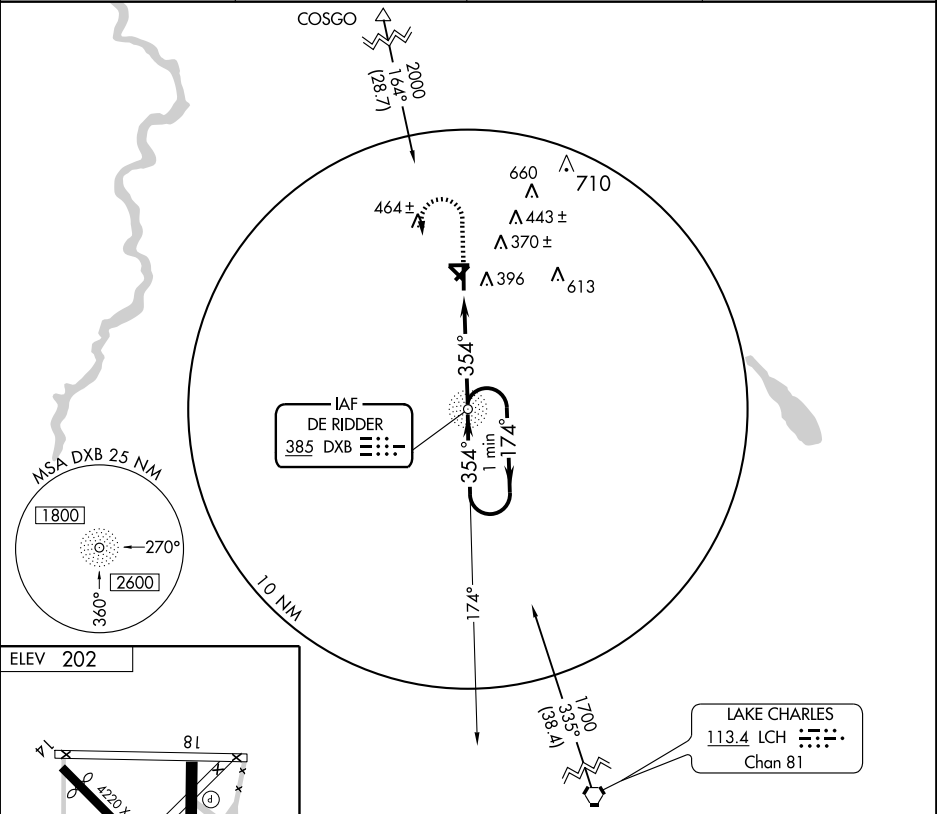 COSGO
2000
164°
(28.7)
660
710
464 ±
443 ±
370 ±
396
613
354°
IAF
DE RIDDER
385 DXB
354°
1 min
174°
MSA DXB 25 NM
1800
270°
2600
360°
10 NM
174°
ELEV 202
1700
335°
(38.4)
LAKE CHARLES
113.4 LCH
Chan 81
14
18
4220 X
P